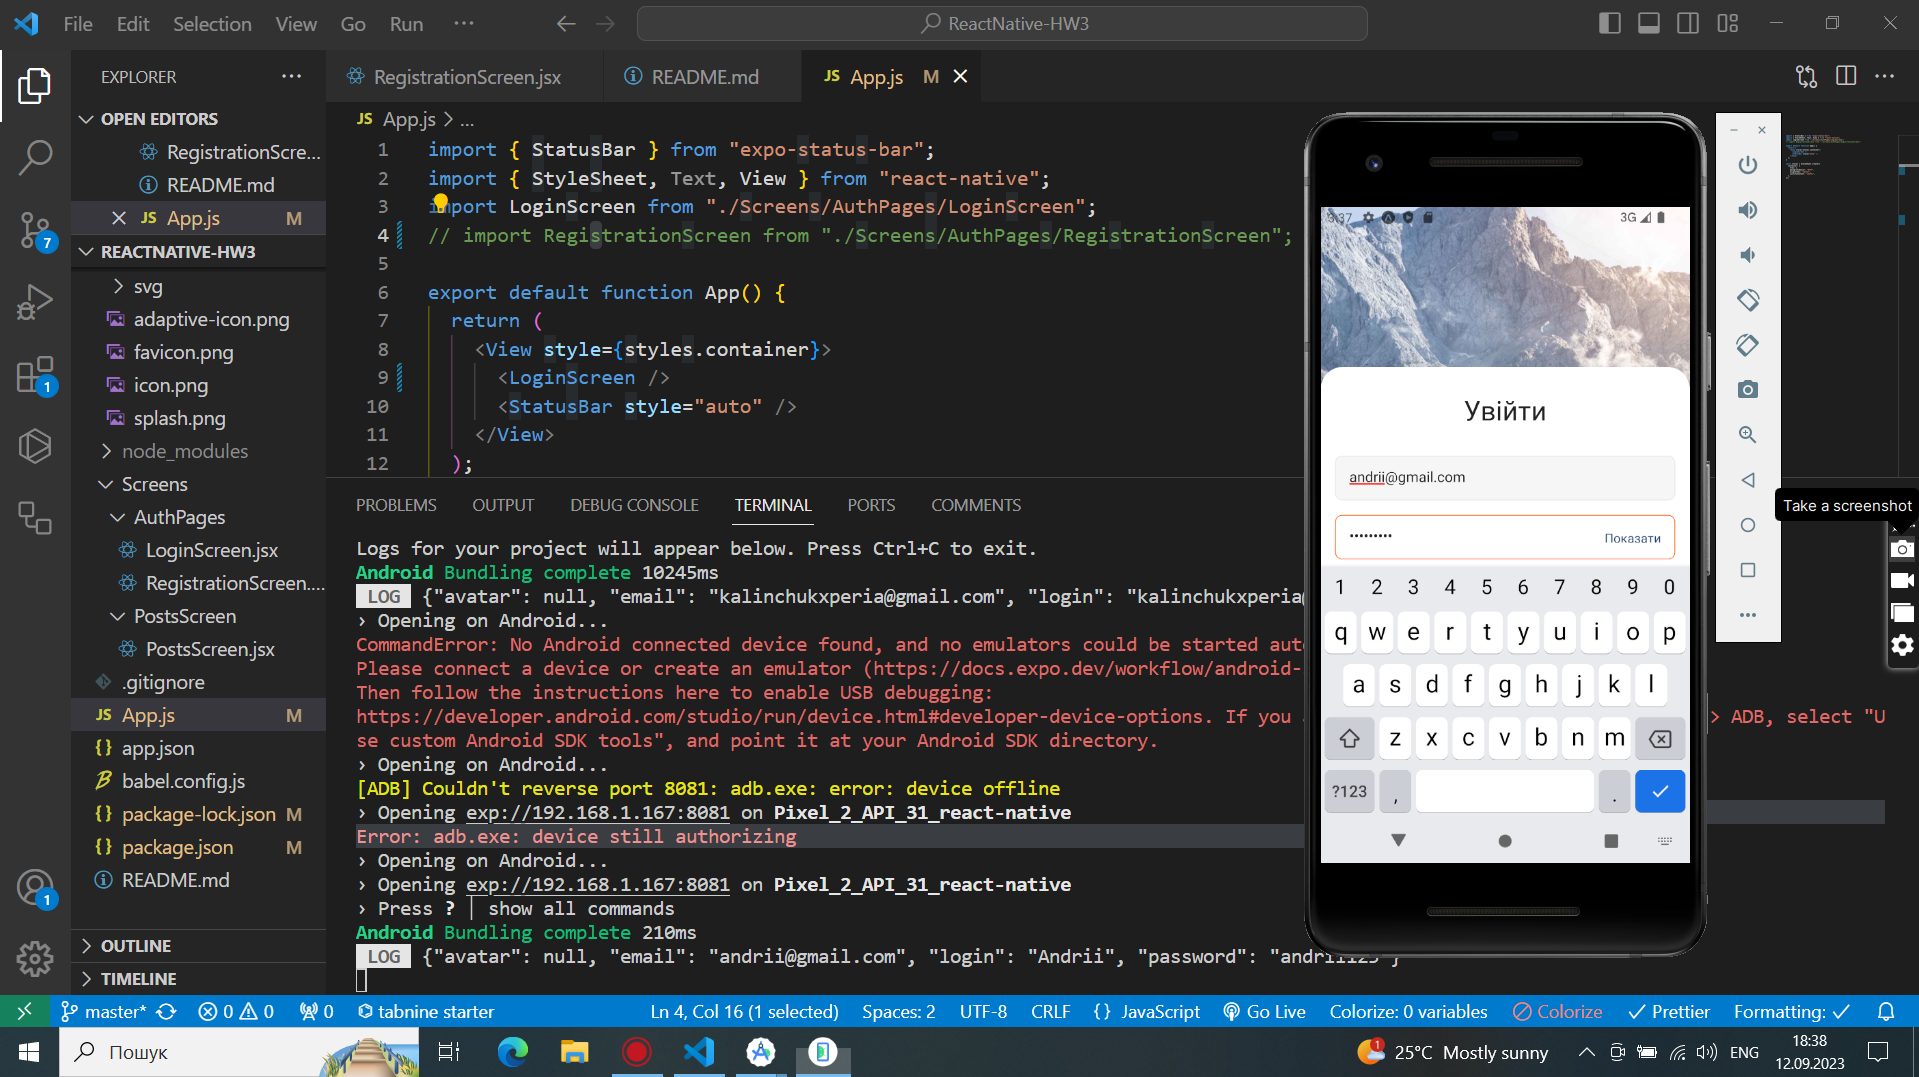 File Edit Selection View Go Run ··· ReactNative-HW3
EXPLORER ···
OPEN EDITORS
RegistrationScre...
README.md
JS App.js M
REACTNATIVE-HW3
svg
adaptive-icon.png
favicon.png
icon.png
splash.png
node_modules
Screens
AuthPages
LoginScreen.jsx
RegistrationScreen....
PostsScreen
PostsScreen.jsx
.gitignore
JS App.js M
{} app.json
babel.config.js
{} package-lock.json M
{} package.json M
README.md
OUTLINE
TIMELINE
7
1
1
RegistrationScreen.jsx README.md JS App.js M
JS App.js > ...
1 import { StatusBar } from "expo-status-bar";
2 import { StyleSheet, Text, View } from "react-native";
3 import LoginScreen from "./Screens/AuthPages/LoginScreen";
4 // import RegistrationScreen from "./Screens/AuthPages/RegistrationScreen";
5
6 export default function App() {
7 return (
8 <View style={styles.container}>
9 <LoginScreen />
10 <StatusBar style="auto" />
11 </View>
12 );
PROBLEMS OUTPUT DEBUG CONSOLE TERMINAL PORTS COMMENTS
Logs for your project will appear below. Press Ctrl+C to exit.
Android Bundling complete 10245ms
LOG {"avatar": null, "email": "kalinchukxperia@gmail.com", "login": "kalinchukxperia@
› Opening on Android...
CommandError: No Android connected device found, and no emulators could be started aut
Please connect a device or create an emulator (https://docs.expo.dev/workflow/android-
Then follow the instructions here to enable USB debugging:
https://developer.android.com/studio/run/device.html#developer-device-options. If you > ADB, select "U
se custom Android SDK tools", and point it at your Android SDK directory.
› Opening on Android...
[ADB] Couldn't reverse port 8081: adb.exe: error: device offline
› Opening exp://192.168.1.167:8081 on Pixel_2_API_31_react-native
Error: adb.exe: device still authorizing
› Opening on Android...
› Opening exp://192.168.1.167:8081 on Pixel_2_API_31_react-native
› Press ? │ show all commands
Android Bundling complete 210ms
LOG {"avatar": null, "email": "andrii@gmail.com", "login": "Andrii", "password": "andrii123"}
3G
Увійти
andrii@gmail.com
••••••••• Показати
1 2 3 4 5 6 7 8 9 0
q w e r t y u i o p
a s d f g h j k l
z x c v b n m
?123 , .
Take a screenshot
master* 0 0 0 tabnine starter Ln 4, Col 16 (1 selected) Spaces: 2 UTF-8 CRLF {} JavaScript Go Live Colorize: 0 variables Colorize Prettier Formatting: ✓
Пошук 1 25°C Mostly sunny ENG 18:38
12.09.2023